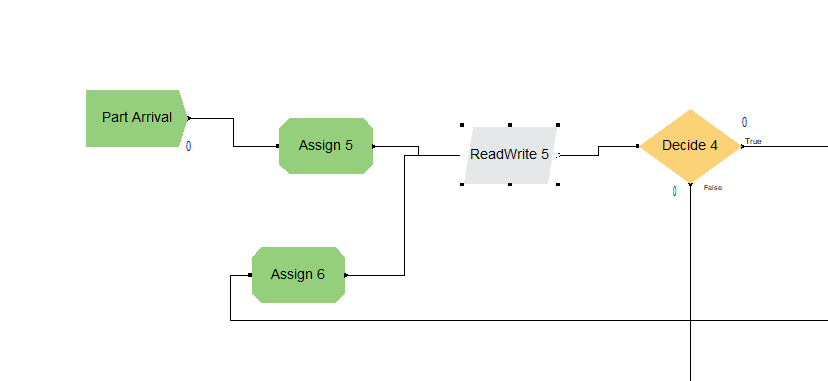 Part Arrival
0
Assign 5
ReadWrite 5
Decide 4
0
True
0
False
Assign 6